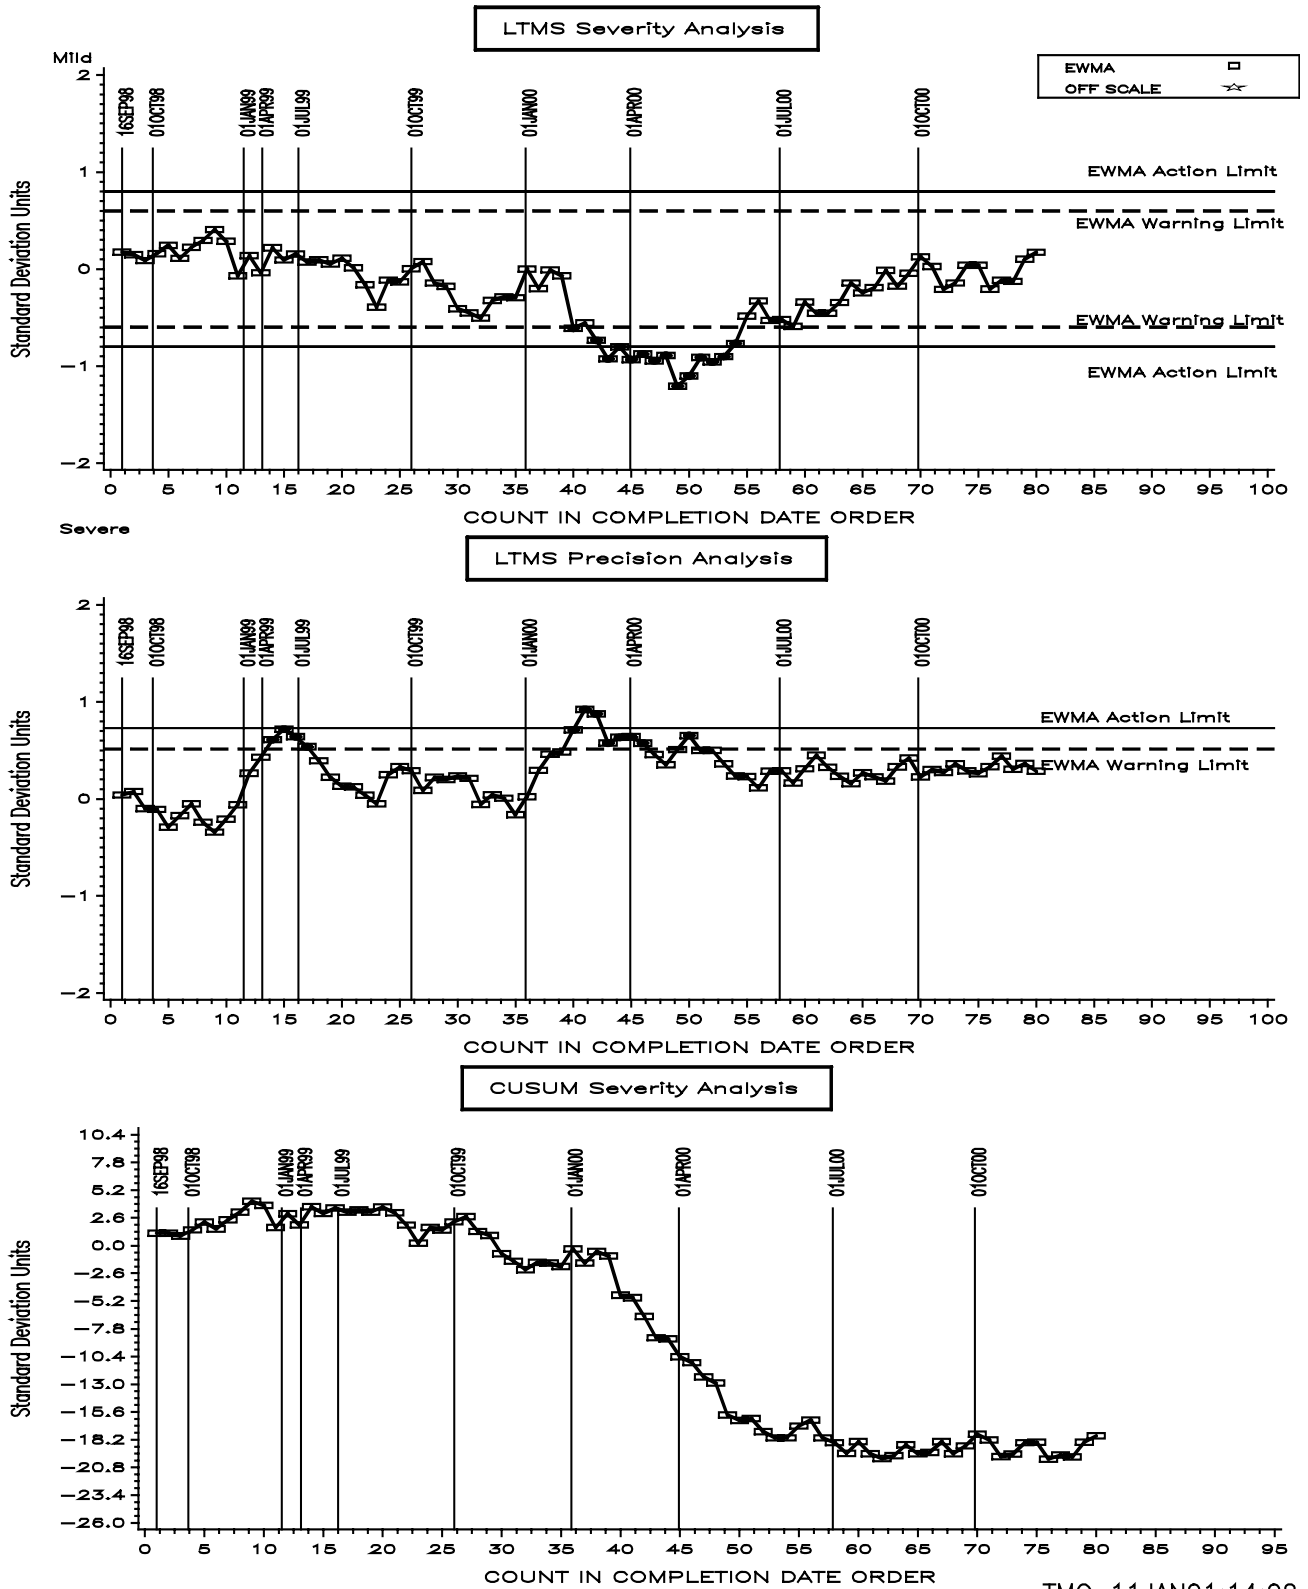 LTMS Severity Analysis
Mild
EWMA
OFF SCALE
2
1
0
−1
−2
Standard Deviation Units
16SEP98 01OCT98 01JAN99 01APR99 01JUL99 01OCT99 01JAN00 01APR00 01JUL00 01OCT00
EWMA Action Limit
EWMA Warning Limit
EWMA Warning Limit
EWMA Action Limit
0 5 10 15 20 25 30 35 40 45 50 55 60 65 70 75 80 85 90 95 100
COUNT IN COMPLETION DATE ORDER
Severe
LTMS Precision Analysis
2
1
0
−1
−2
Standard Deviation Units
16SEP98 01OCT98 01JAN99 01APR99 01JUL99 01OCT99 01JAN00 01APR00 01JUL00 01OCT00
EWMA Action Limit
EWMA Warning Limit
0 5 10 15 20 25 30 35 40 45 50 55 60 65 70 75 80 85 90 95 100
COUNT IN COMPLETION DATE ORDER
CUSUM Severity Analysis
10.4
7.8
5.2
2.6
0.0
−2.6
−5.2
−7.8
−10.4
−13.0
−15.6
−18.2
−20.8
−23.4
−26.0
Standard Deviation Units
16SEP98 01OCT98 01JAN99 01APR99 01JUL99 01OCT99 01JAN00 01APR00 01JUL00 01OCT00
0 5 10 15 20 25 30 35 40 45 50 55 60 65 70 75 80 85 90 95
COUNT IN COMPLETION DATE ORDER